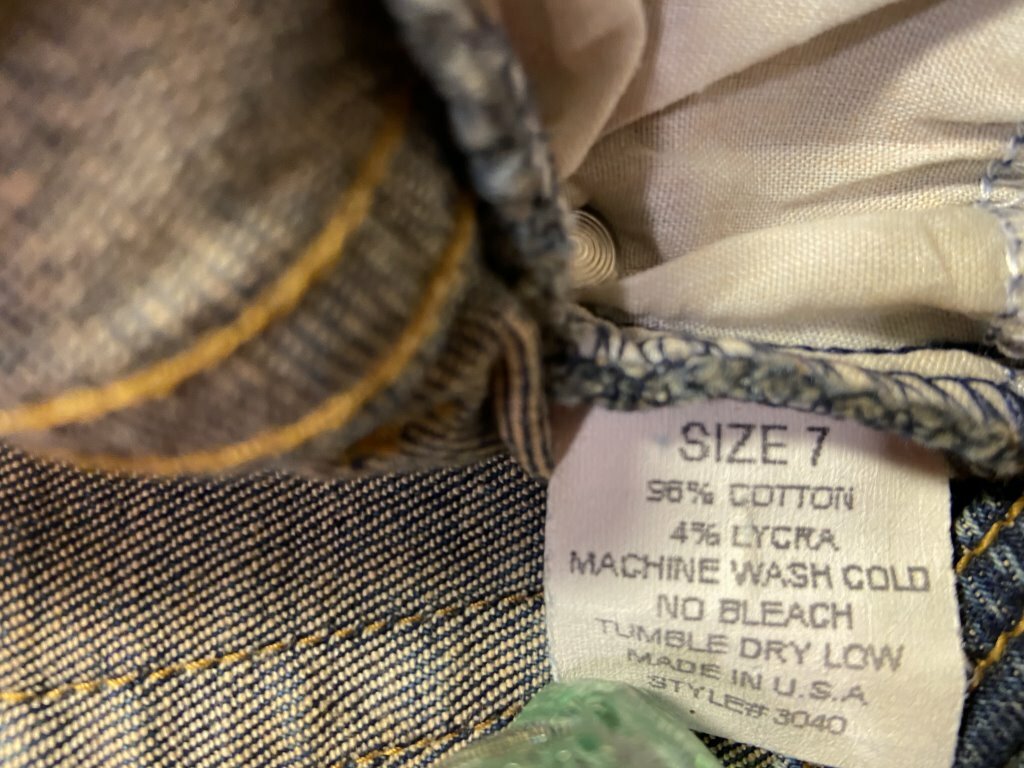 SIZE 7
96% COTTON
4% LYCRA
MACHINE WASH COLD
NO BLEACH
TUMBLE DRY LOW
MADE IN U.S.A
STYLE# 3040